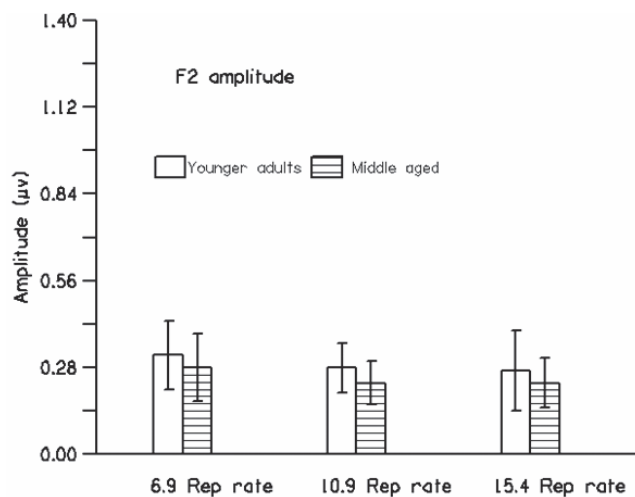 F2 amplitude
Younger adults
Middle aged
Amplitude (μv)
1.40
1.12
0.84
0.56
0.28
0.00
6.9 Rep rate
10.9 Rep rate
15.4 Rep rate